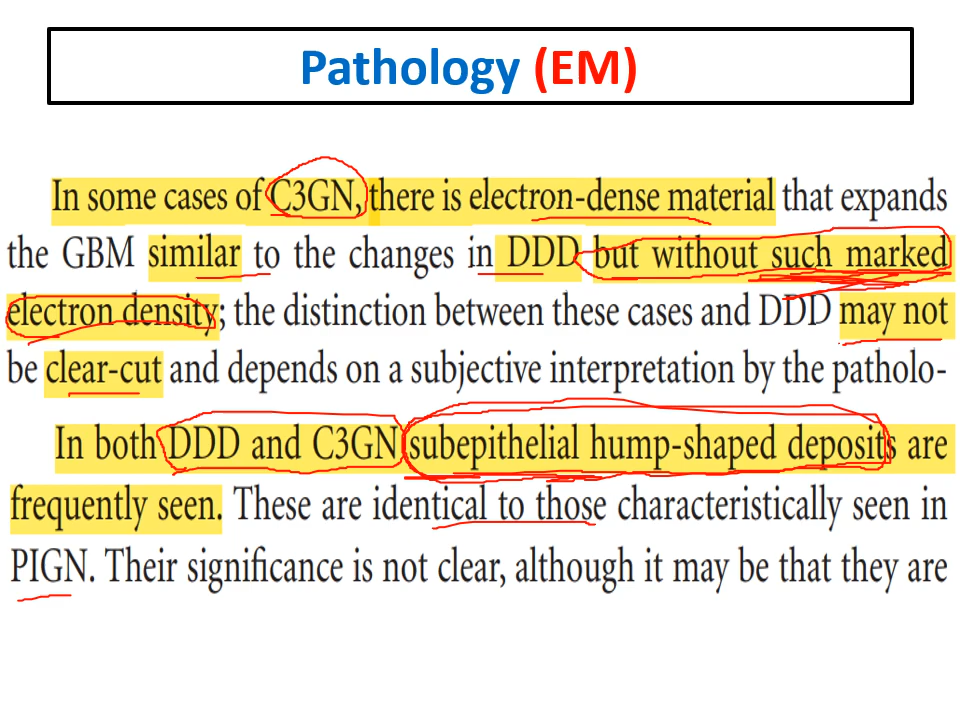 Pathology (EM)
In some cases of C3GN, there is electron-dense material that expands
the GBM similar to the changes in DDD but without such marked
electron density; the distinction between these cases and DDD may not
be clear-cut and depends on a subjective interpretation by the patholo-
In both DDD and C3GN subepithelial hump-shaped deposits are
frequently seen. These are identical to those characteristically seen in
PIGN. Their significance is not clear, although it may be that they are